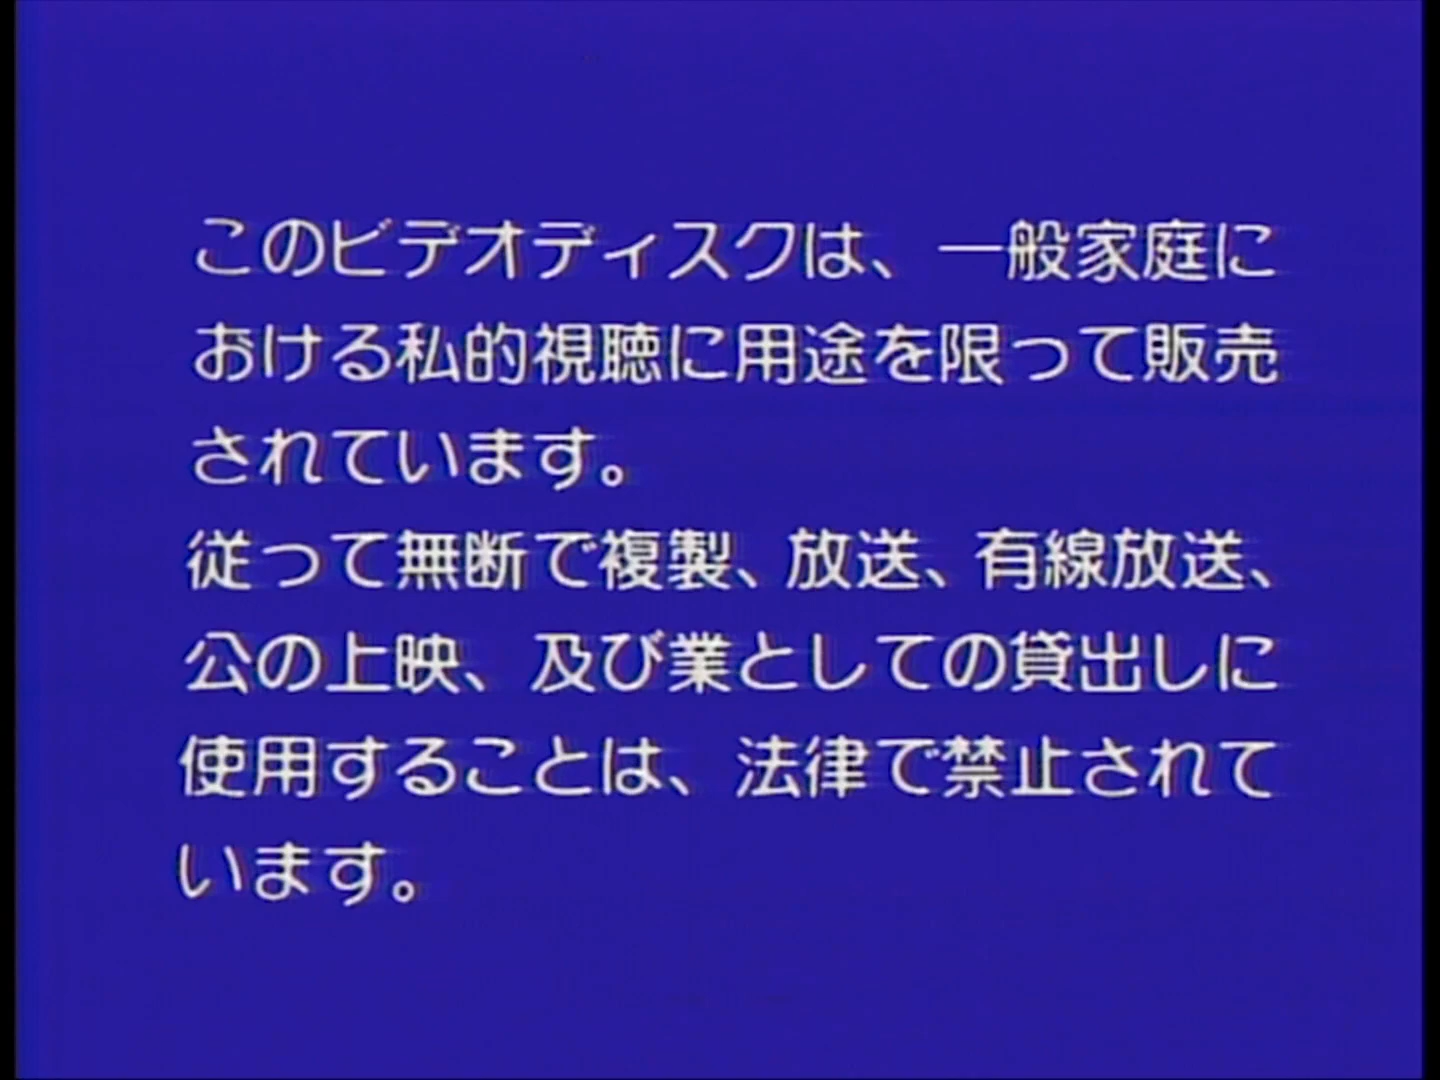 このビデオディスクは、一般家庭に
おける私的視聴に用途を限って販売
されています。
従って無断で複製、放送、有線放送、
公の上映、及び業としての貸出しに
使用することは、法律で禁止されて
います。